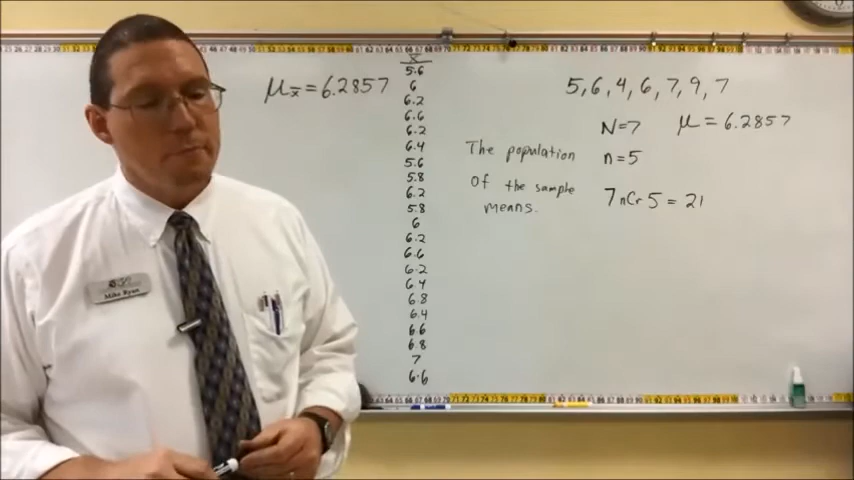 μx̄ = 6.2857
x̄
5.6
6
6.2
6.6
6.2
6.4
5.6
5.8
6.2
5.8
6
6.2
6.6
6.2
6.4
6.8
6.4
6.6
6.8
7
6.6
5, 6, 4, 6, 7, 9, 7
N=7
μ = 6.2857
The population
n=5
of the sample
means.
7 nCr 5 = 21
Mike Ryan